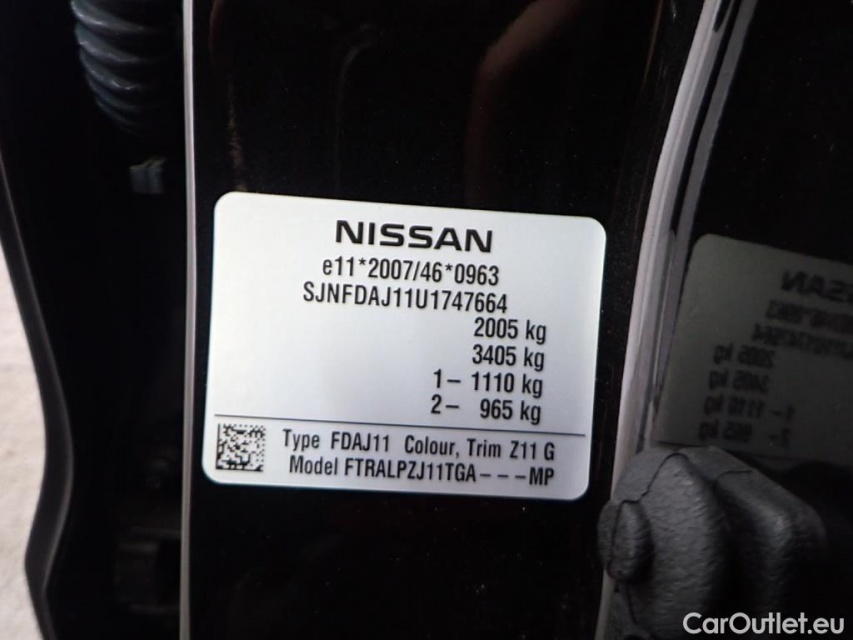 NISSAN
e11*2007/46*0963
SJNFDAJ11U1747664
2005 kg
3405 kg
1- 1110 kg
2- 965 kg
Type FDAJ11 Colour, Trim Z11 G
Model FTRALPZJ11TGA---MP
CarOutlet.eu